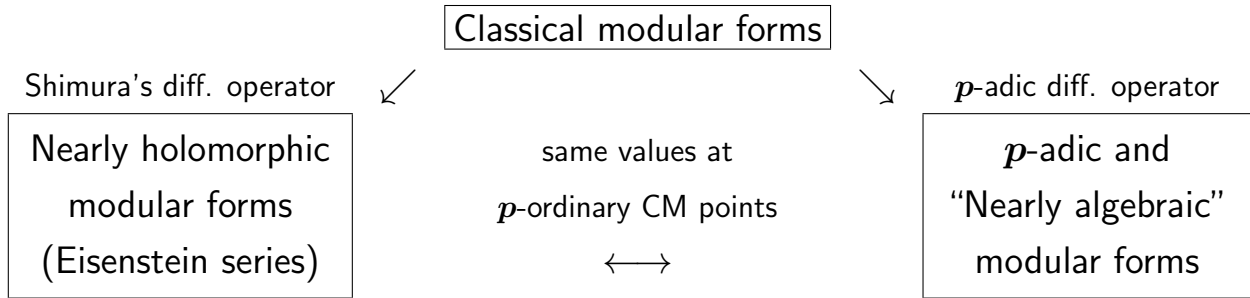 Classical modular forms
Shimura's diff. operator
p-adic diff. operator
Nearly holomorphic
modular forms
(Eisenstein series)
same values at
p-ordinary CM points
p-adic and
“Nearly algebraic”
modular forms